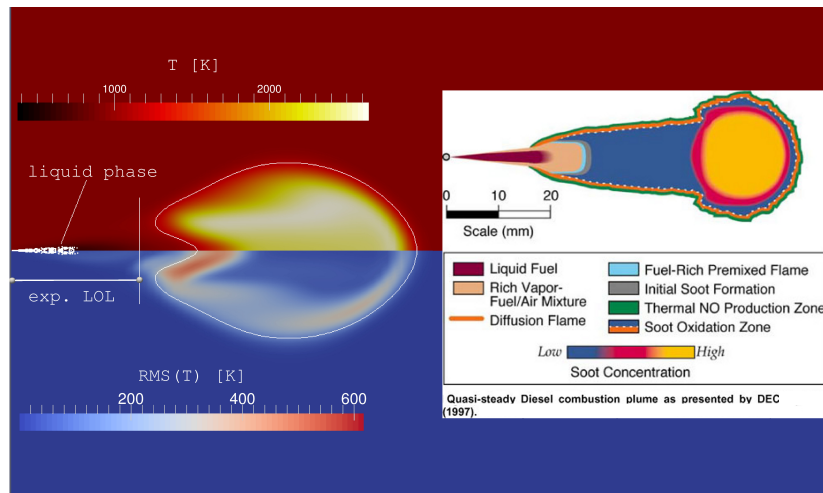 T [K]
1000
2000
liquid phase
exp. LOL
RMS(T) [K]
200
400
600
0
10
20
Scale (mm)
Liquid Fuel
Rich Vapor-
Fuel/Air Mixture
Diffusion Flame
Fuel-Rich Premixed Flame
Initial Soot Formation
Thermal NO Production Zone
Soot Oxidation Zone
Low
High
Soot Concentration
Quasi-steady Diesel combustion plume as presented by DEC
(1997).